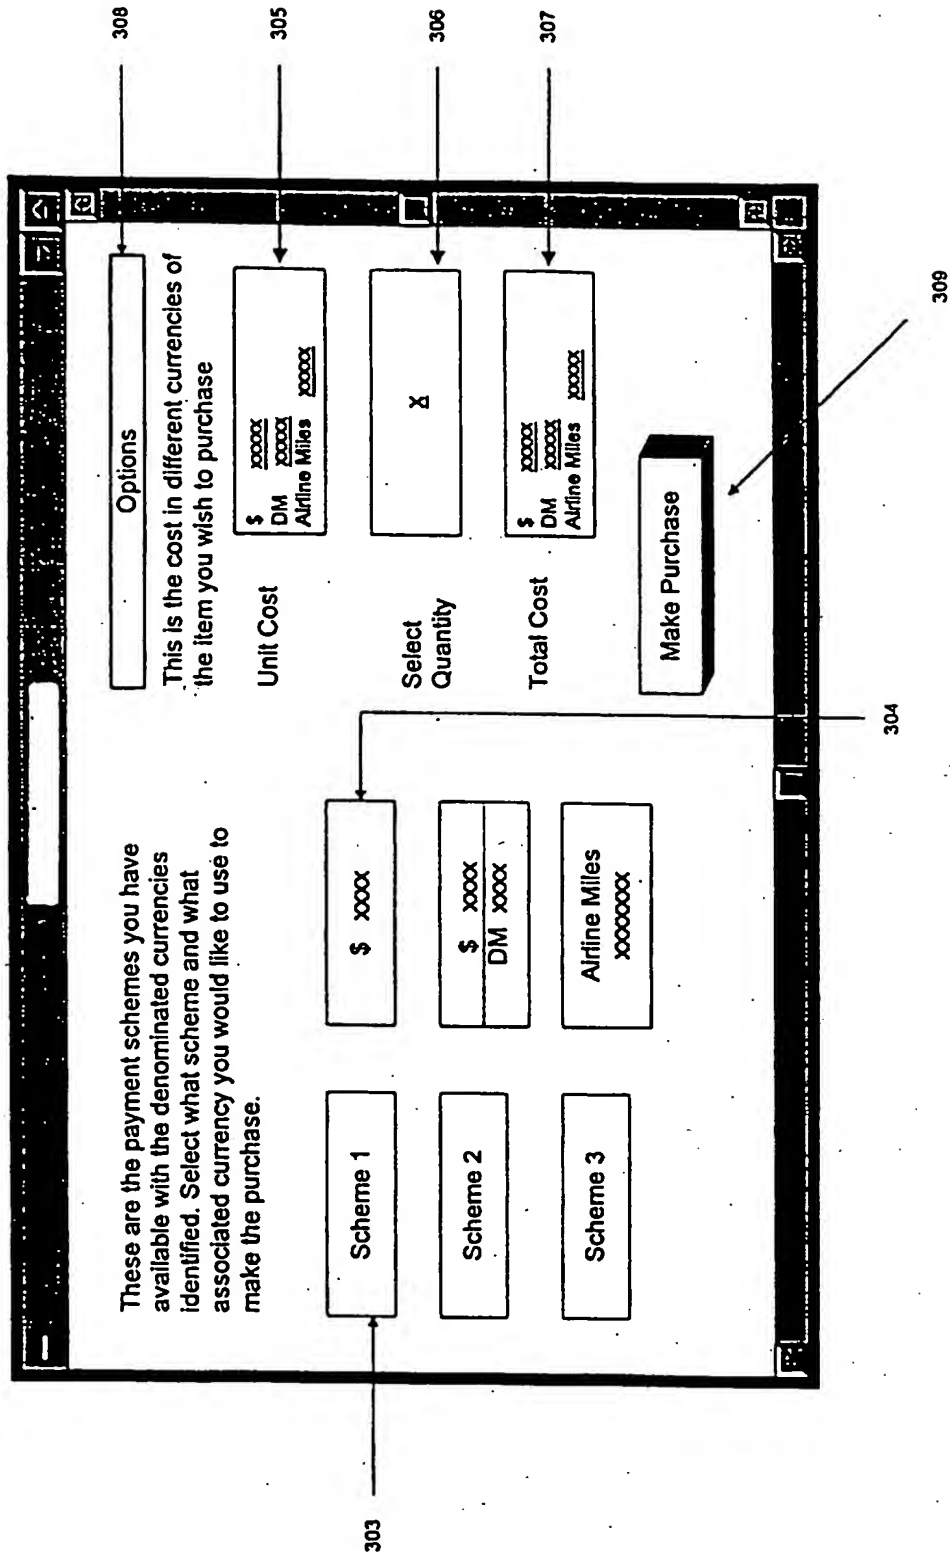 These are the payment schemes you have
available with the denominated currencies
identified. Select what scheme and what
associated currency you would like to use to
make the purchase.
Scheme 1
$ xxxx
Scheme 2
$ xxxx
DM xxxx
Scheme 3
Airline Miles
xxxxxxx
Options
This is the cost in different currencies of
the item you wish to purchase
Unit Cost
$ xxxxx
DM xxxxx
Airline Miles xxxxx
Select
Quantity
X
Total Cost
$ xxxxx
DM xxxxx
Airline Miles xxxxx
Make Purchase
303
304
308
305
306
307
309